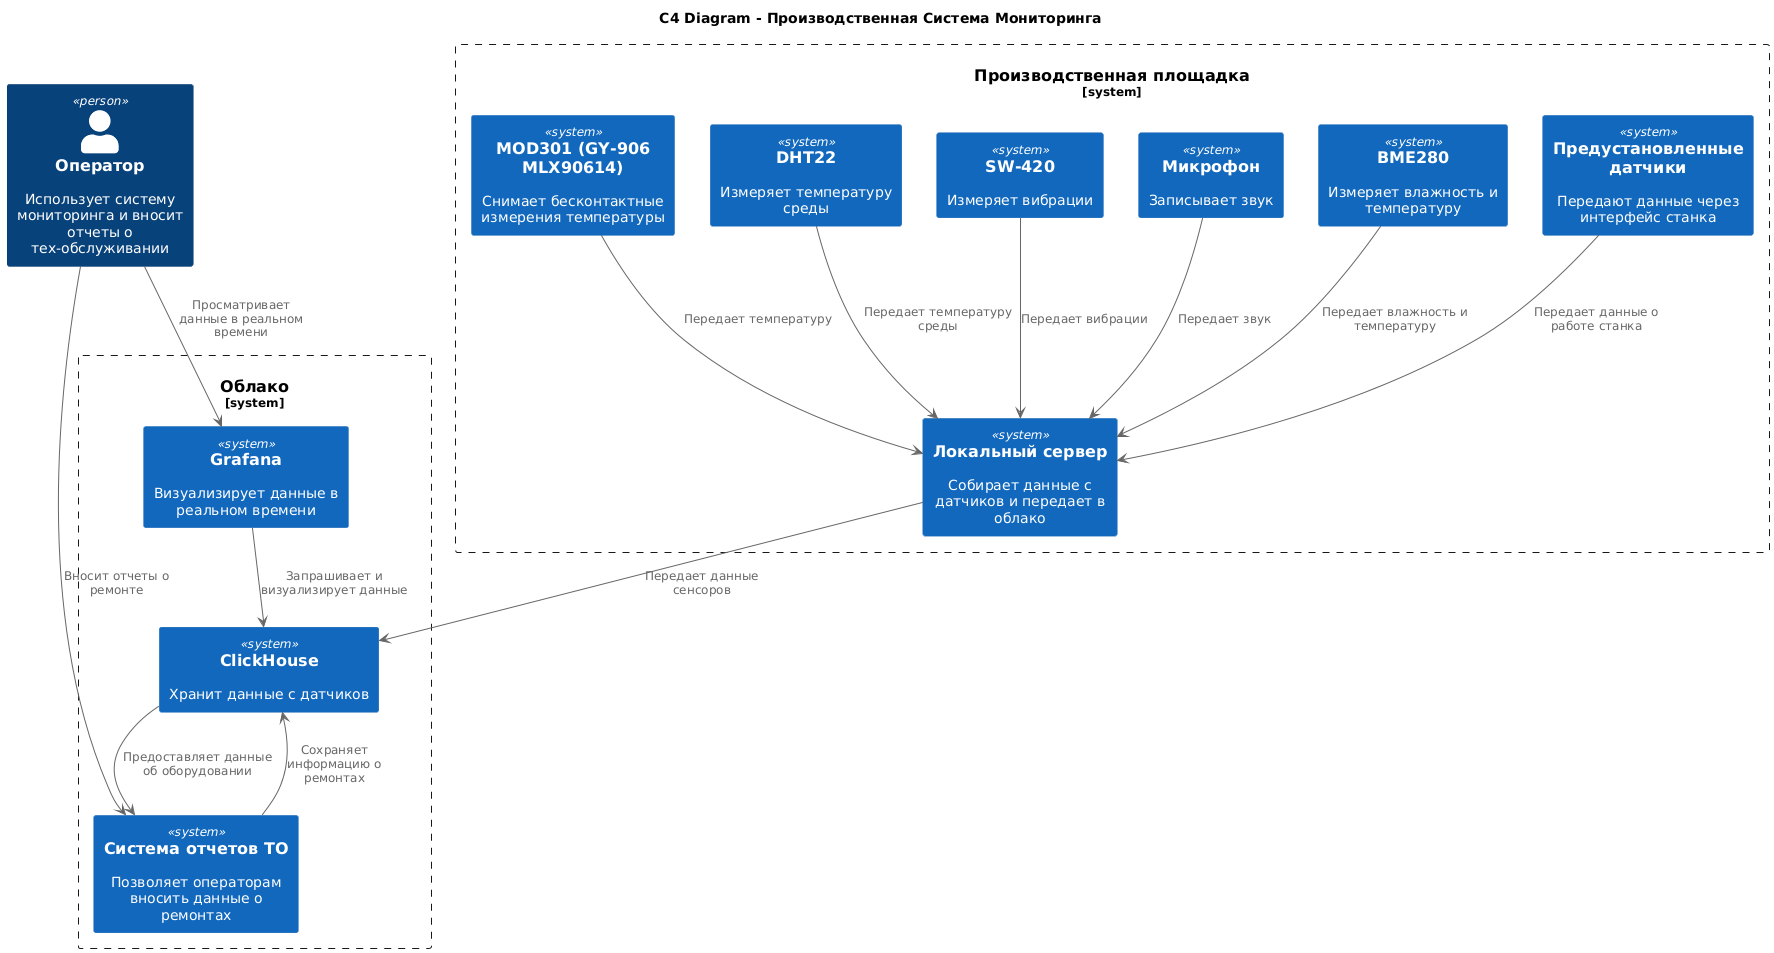 C4 Diagram - Производственная Система Мониторинга
«person»
Оператор
Использует систему
мониторинга и вносит
отчеты о
тех-обслуживании
Производственная площадка
[system]
«system»
MOD301 (GY-906
MLX90614)
Снимает бесконтактные
измерения температуры
«system»
DHT22
Измеряет температуру
среды
«system»
SW-420
Измеряет вибрации
«system»
Микрофон
Записывает звук
«system»
BME280
Измеряет влажность и
температуру
«system»
Предустановленные
датчики
Передают данные через
интерфейс станка
Просматривает
данные в реальном
времени
Передает температуру
Передает температуру
среды
Передает вибрации
Передает звук
Передает влажность и
температуру
Передает данные о
работе станка
Облако
[system]
«system»
Grafana
Визуализирует данные в
реальном времени
«system»
Локальный сервер
Собирает данные с
датчиков и передает в
облако
Вносит отчеты о
ремонте
Запрашивает и
визуализирует данные
Передает данные
сенсоров
«system»
ClickHouse
Хранит данные с датчиков
Предоставляет данные
об оборудовании
Сохраняет
информацию о
ремонтах
«system»
Система отчетов ТО
Позволяет операторам
вносить данные о
ремонтах